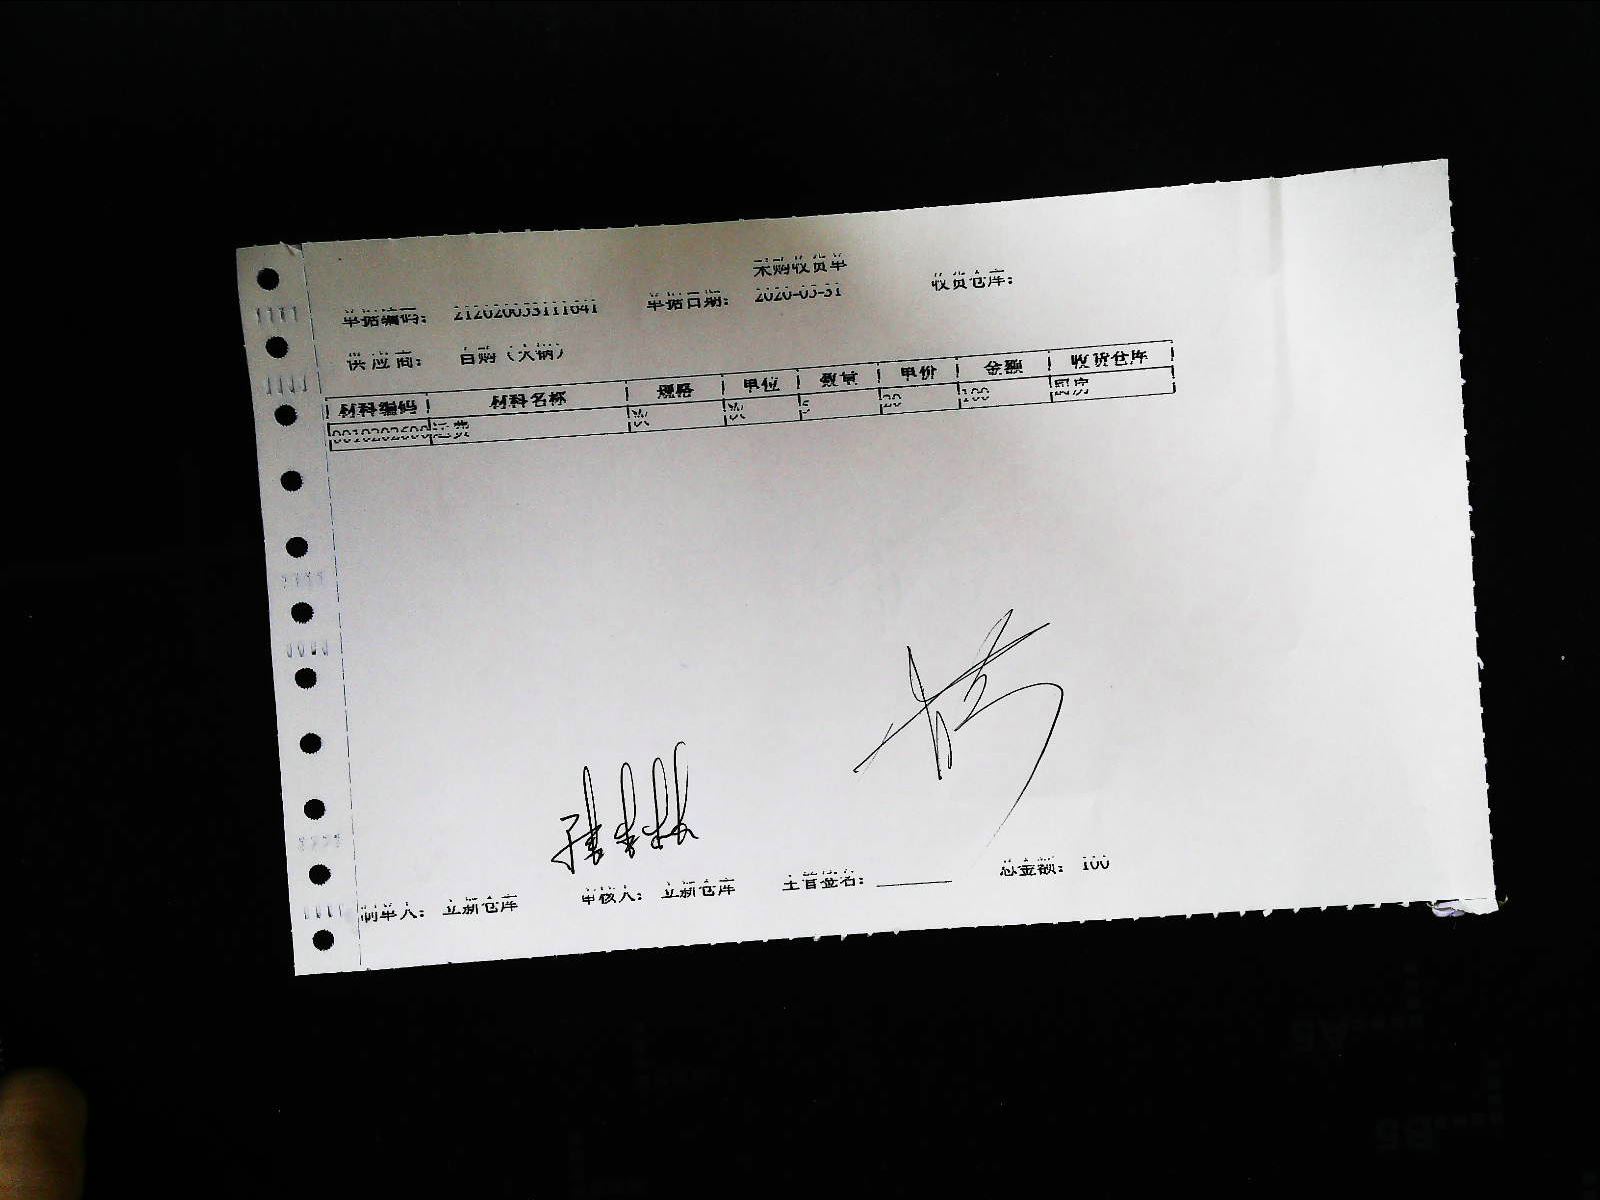 采购收货单
单据编码： 单据日期： 2020-03-31 收货仓库：
供应商： 自购（火锅）
材料编码 材料名称 规格 单位 数量 单价 金额 收货仓库
0010202600 运费 次 次 5 20 100 厨房
制单人： 立新仓库 审核人： 立新仓库 主管签名： 总金额： 100